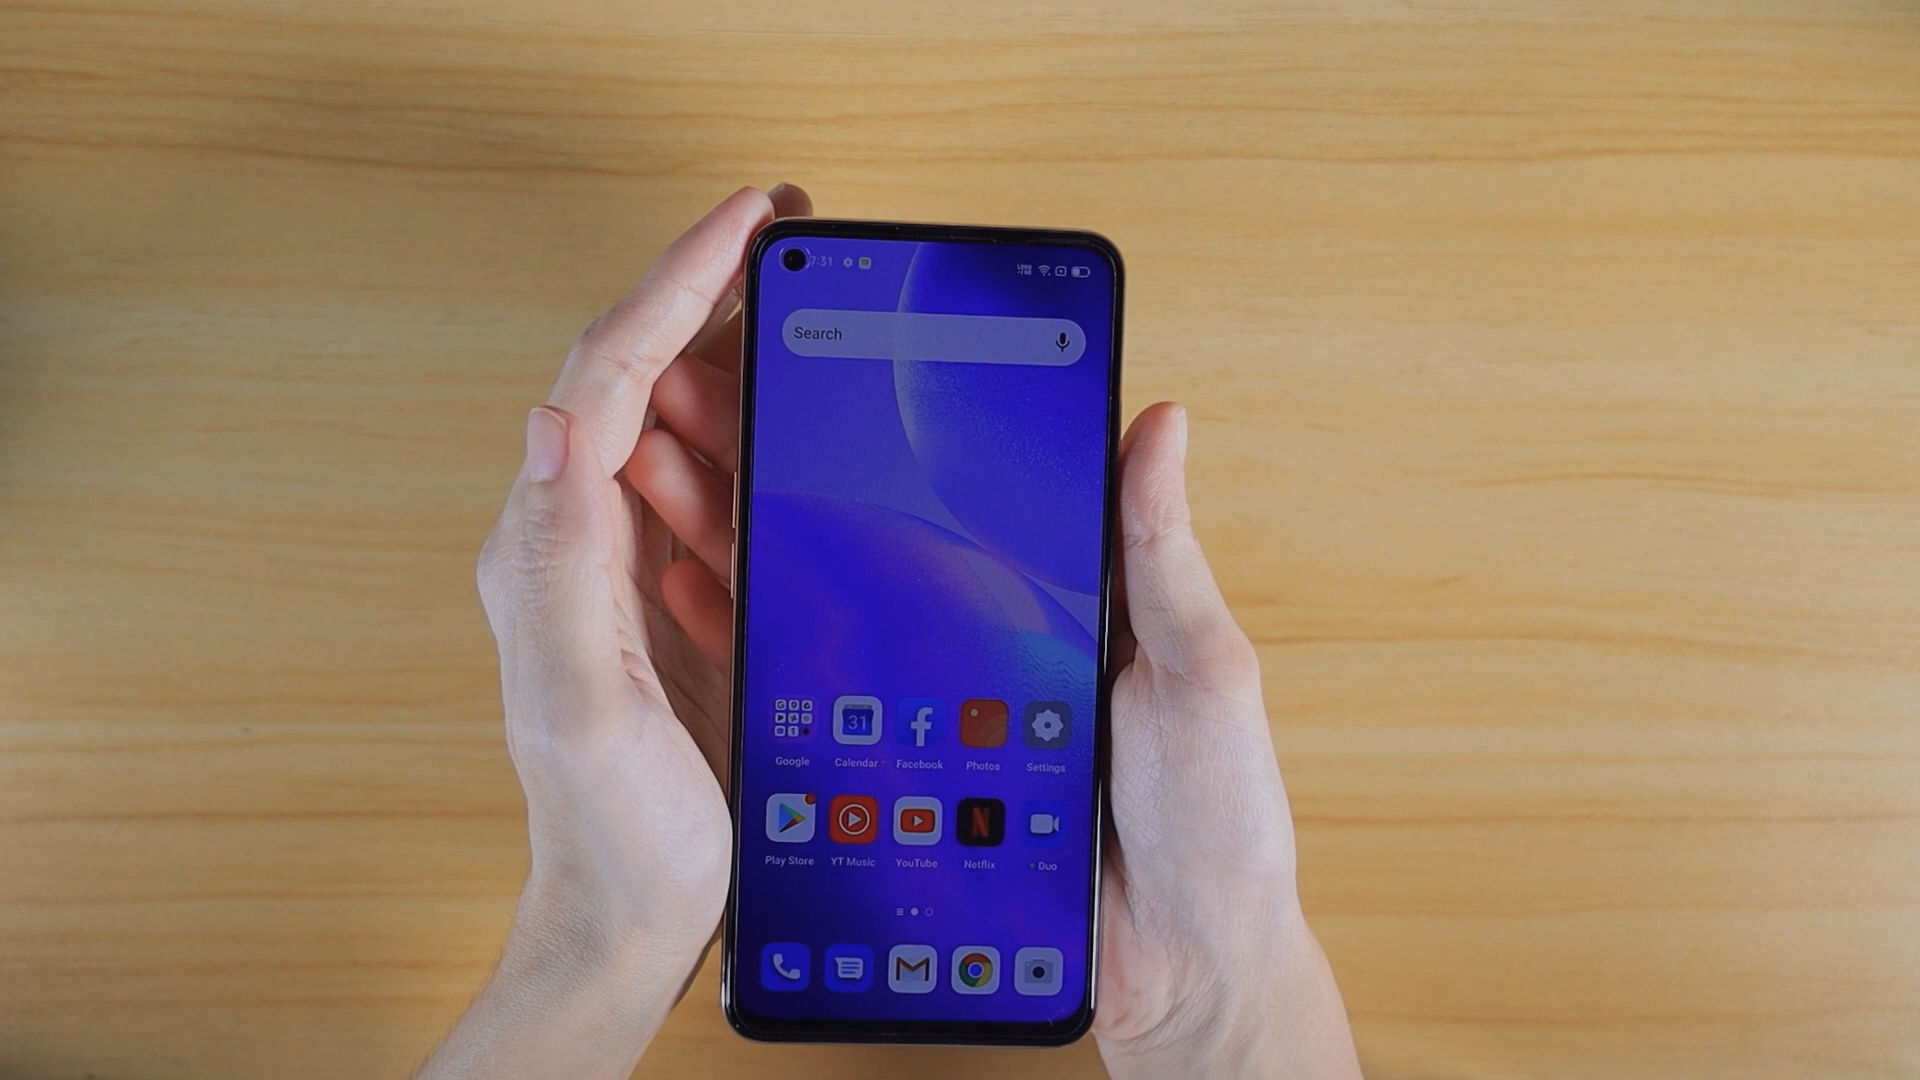 7:31
Search
Google Calendar Facebook Photos Settings
31
Play Store YT Music YouTube Netflix Duo
N